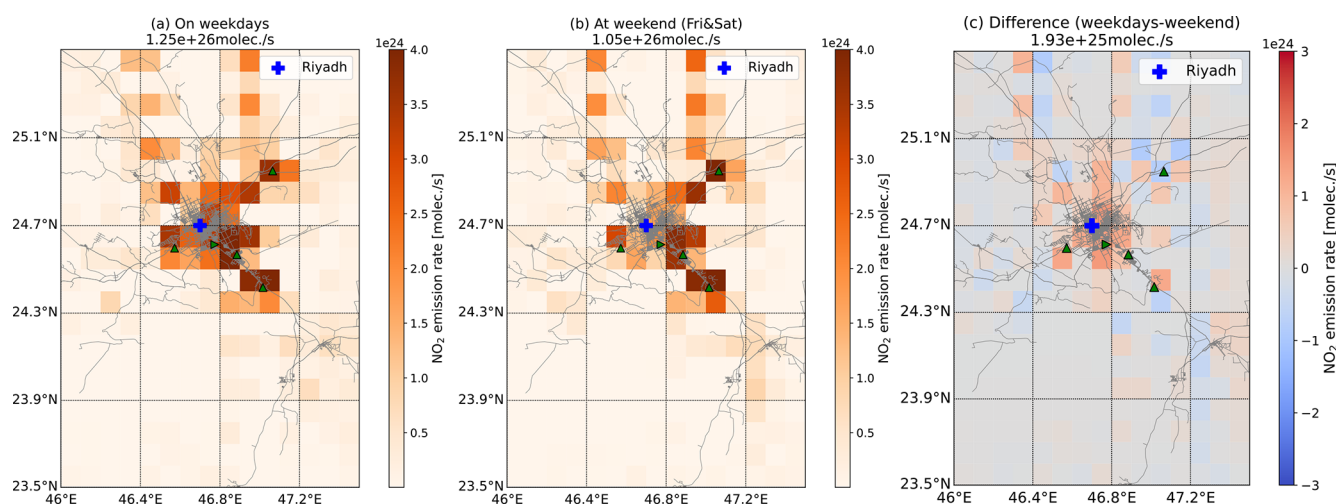 (a) On weekdays
1.25e+26molec./s
1e24
Riyadh
25.1°N
24.7°N
24.3°N
23.9°N
23.5°N
46°E 46.4°E 46.8°E 47.2°E
4.0
3.5
3.0
2.5
2.0
1.5
1.0
0.5
NO₂ emission rate [molec./s]
(b) At weekend (Fri&Sat)
1.05e+26molec./s
1e24
Riyadh
25.1°N
24.7°N
24.3°N
23.9°N
23.5°N
46°E 46.4°E 46.8°E 47.2°E
4.0
3.5
3.0
2.5
2.0
1.5
1.0
0.5
NO₂ emission rate [molec./s]
(c) Difference (weekdays-weekend)
1.93e+25molec./s
1e24
Riyadh
25.1°N
24.7°N
24.3°N
23.9°N
23.5°N
46°E 46.4°E 46.8°E 47.2°E
3
2
1
0
−1
−2
−3
NO₂ emission rate [molec./s]